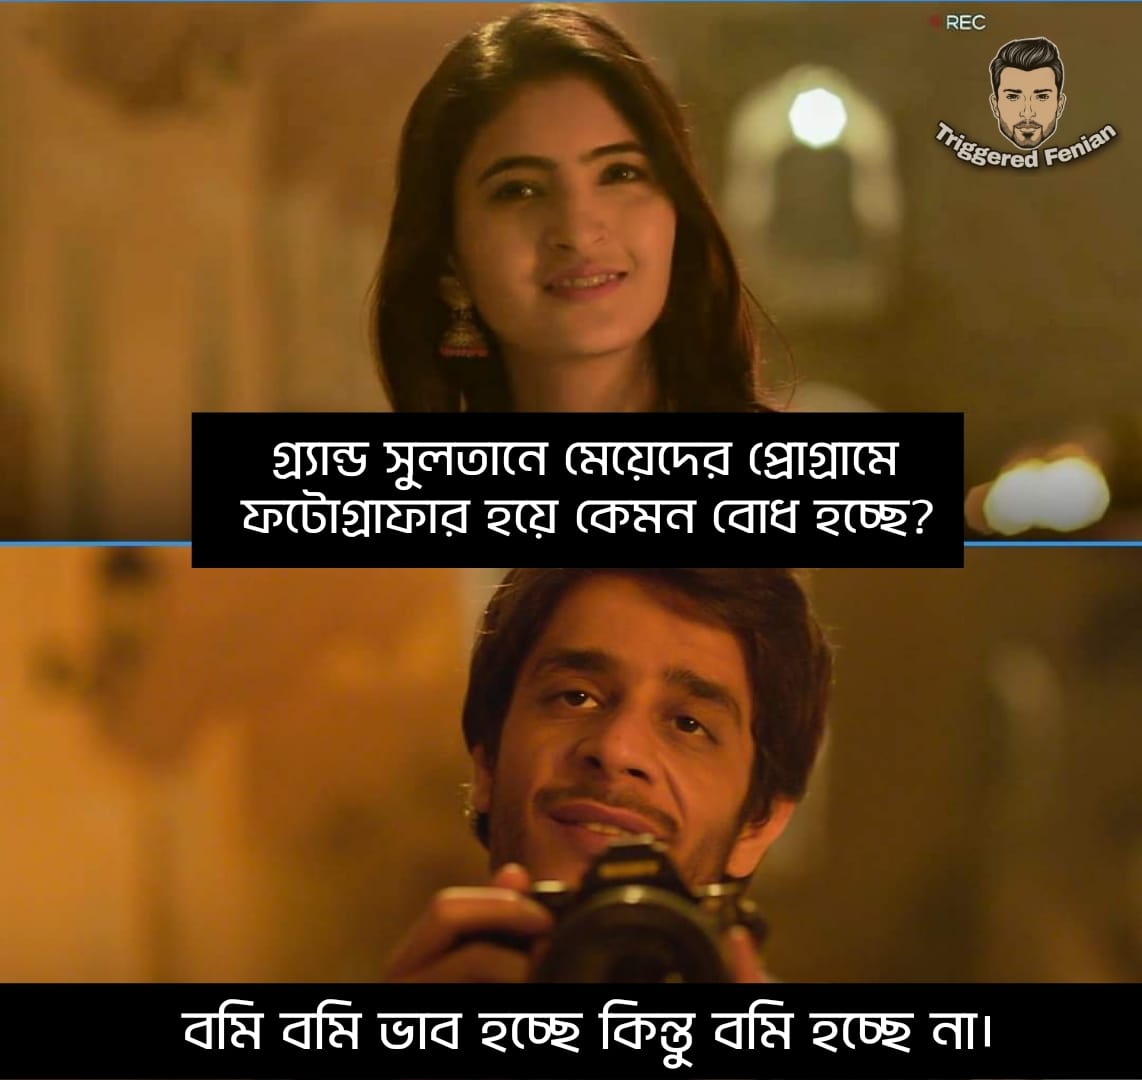 REC
Triggered Fenian
গ্র্যান্ড সুলতানে মেয়েদের প্রোগ্রামে
ফটোগ্রাফার হয়ে কেমন বোধ হচ্ছে?
বমি বমি ভাব হচ্ছে কিন্তু বমি হচ্ছে না।